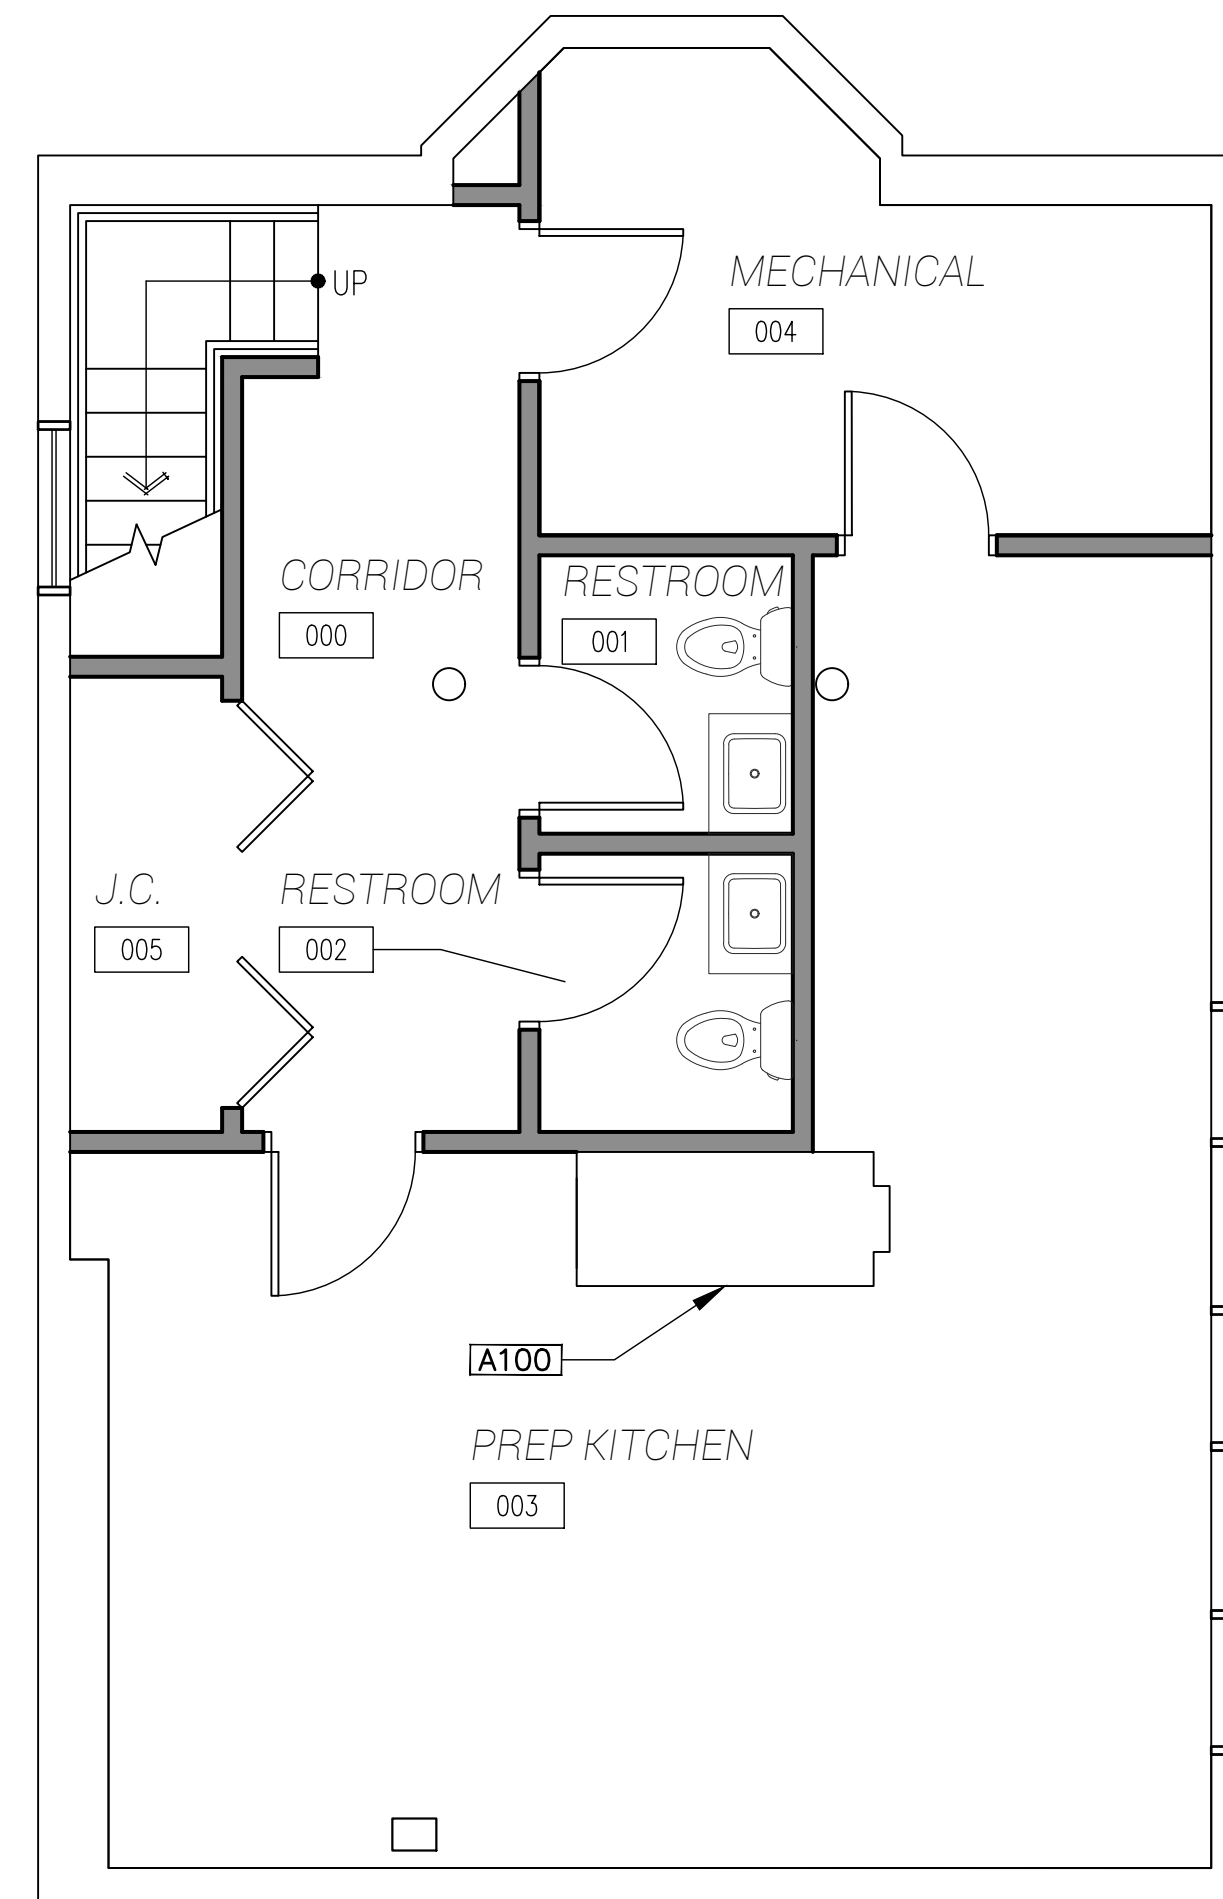 MECHANICAL
004
UP
CORRIDOR
000
RESTROOM
001
J.C.
005
RESTROOM
002
A100
PREP KITCHEN
003